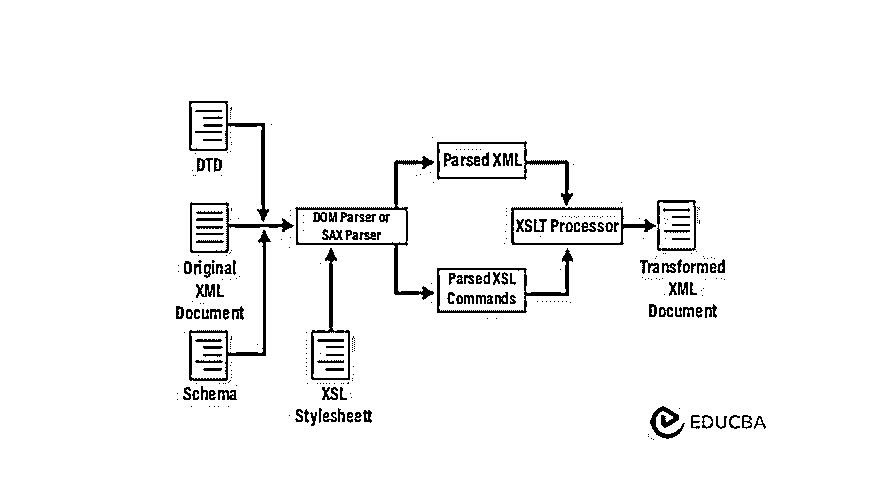 DTD
Original
XML
Document
Schema
DOM Parser or
SAX Parser
XSL
Stylesheett
Parsed XML
Parsed XSL
Commands
XSLT Processor
Transformed
XML
Document
EDUCBA